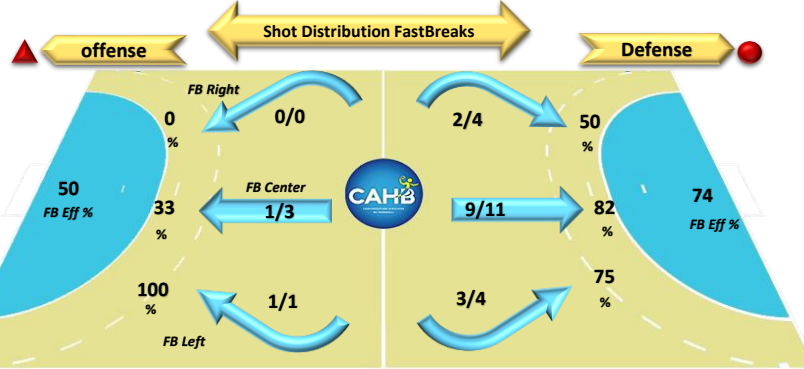 Shot Distribution FastBreaks
offense
Defense
FB Right
0
%
0/0
2/4
50
%
50
FB Eff %
33
%
FB Center
1/3
CAHB
9/11
82
%
74
FB Eff %
100
%
1/1
3/4
75
%
FB Left